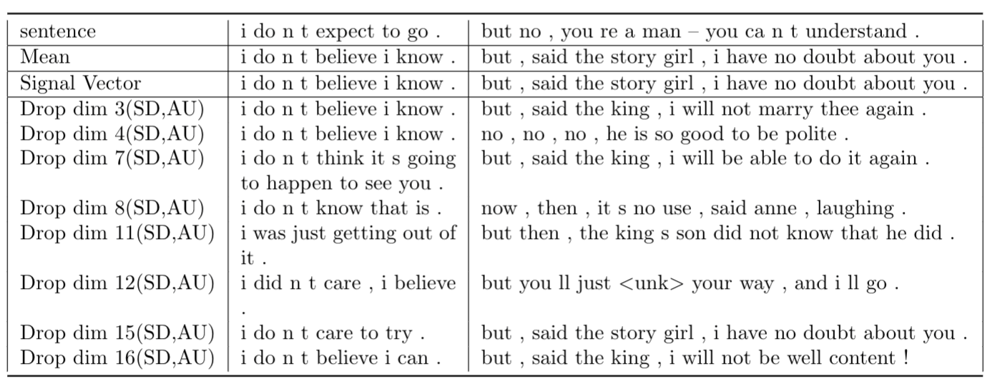 sentence i do n t expect to go . but no , you re a man – you ca n t understand .
Mean i do n t believe i know . but , said the story girl , i have no doubt about you .
Signal Vector i do n t believe i know . but , said the story girl , i have no doubt about you .
Drop dim 3(SD,AU) i do n t believe i know . but , said the king , i will not marry thee again .
Drop dim 4(SD,AU) i do n t believe i know. no , no , no , he is so good to be polite .
Drop dim 7(SD,AU) i do n t think it s going but , said the king , i will be able to do it again .
to happen to see you .
Drop dim 8(SD,AU) i do n t know that is . now , then , it s no use , said anne , laughing .
Drop dim 11(SD,AU) i was just getting out of but then , the king s son did not know that he did .
it .
Drop dim 12(SD,AU) i did n t care , i believe but you ll just <unk> your way , and i ll go .
.
Drop dim 15(SD,AU) i do n t care to try . but , said the story girl , i have no doubt about you .
Drop dim 16(SD,AU) i do n t believe i can . but , said the king , i will not be well content !